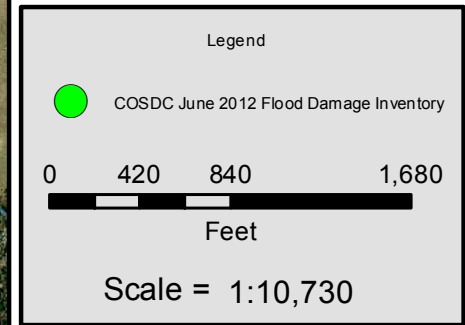 Legend
COSDC June 2012 Flood Damage Inventory
0 420 840 1,680
Feet
Scale = 1:10,730